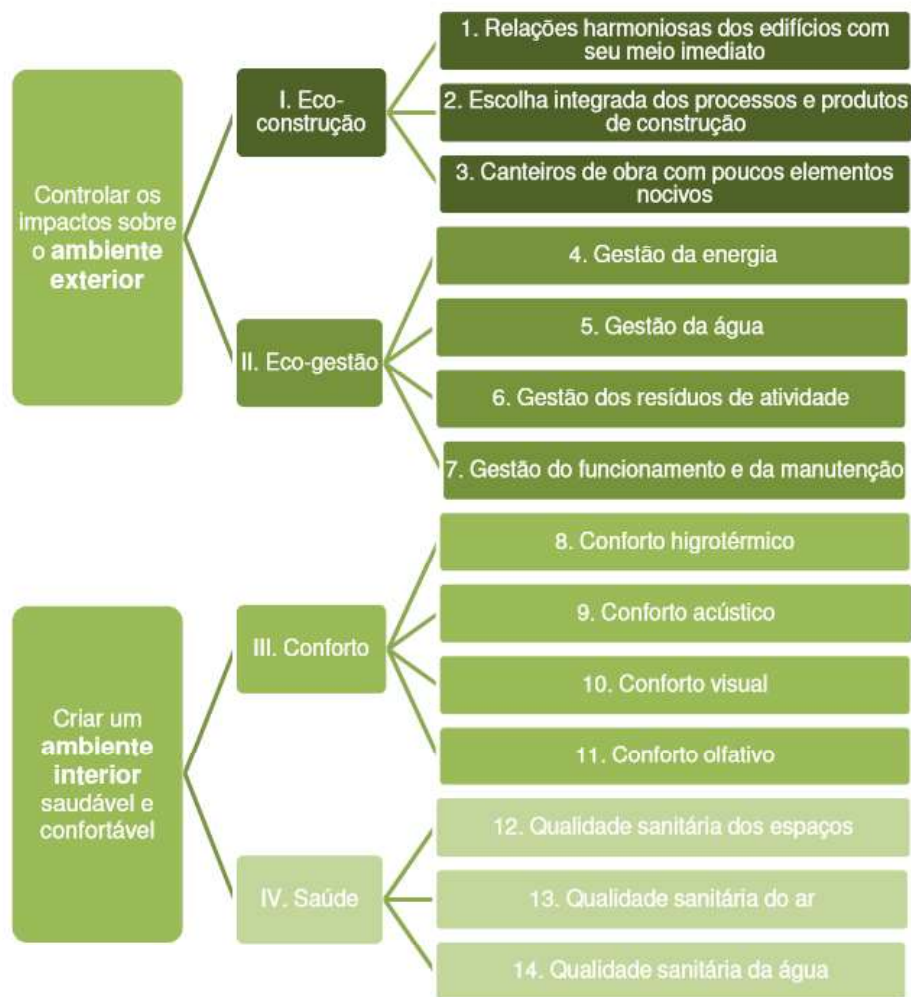 Controlar os
impactos sobre
o ambiente
exterior
I. Eco-
construção
1. Relações harmoniosas dos edifícios com
seu meio imediato
2. Escolha integrada dos processos e produtos
de construção
3. Canteiros de obra com poucos elementos
nocivos
II. Eco-gestão
4. Gestão da energia
5. Gestão da água
6. Gestão dos resíduos de atividade
7. Gestão do funcionamento e da manutenção
Criar um
ambiente
interior
saudável e
confortável
III. Conforto
8. Conforto higrotérmico
9. Conforto acústico
10. Conforto visual
11. Conforto olfativo
IV. Saúde
12. Qualidade sanitária dos espaços
13. Qualidade sanitária do ar
14. Qualidade sanitária da água